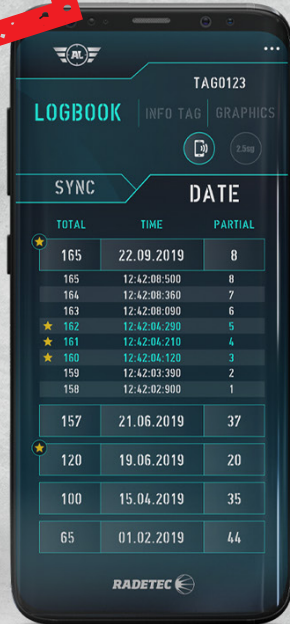 AL
TAG0123
LOGBOOK INFO TAG GRAPHICS
2.5ag
SYNC DATE
TOTAL TIME PARTIAL
165 22.09.2019 8
165 12:42:08:500 8
164 12:42:08:360 7
163 12:42:08:090 6
162 12:42:04:290 5
161 12:42:04:210 4
160 12:42:04:120 3
159 12:42:03:390 2
158 12:42:02:900 1
157 21.06.2019 37
120 19.06.2019 20
100 15.04.2019 35
65 01.02.2019 44
RADETEC